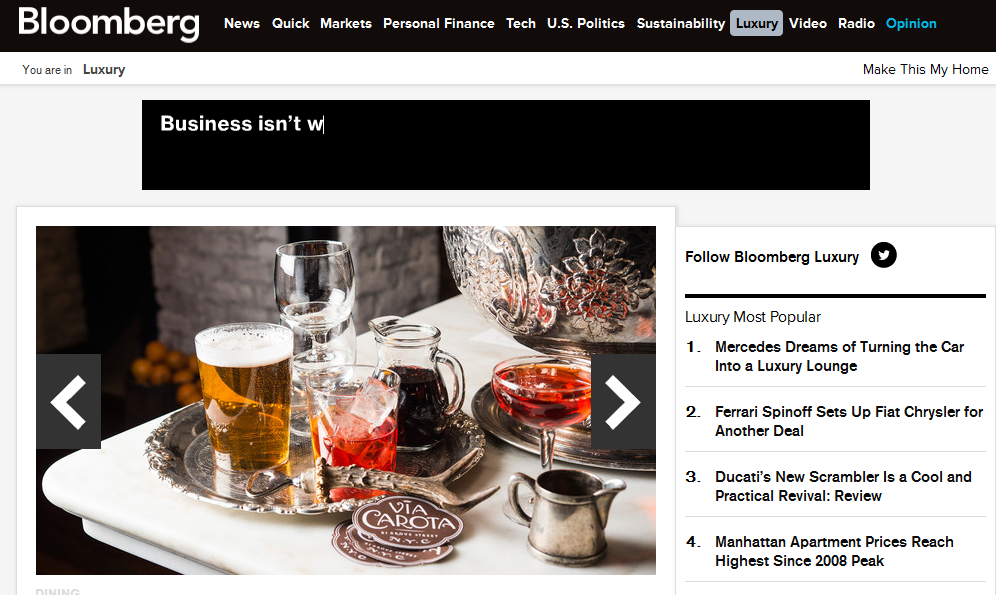 Bloomberg
News Quick Markets Personal Finance Tech U.S. Politics Sustainability Luxury Video Radio Opinion
You are in Luxury
Make This My Home
Business isn't w
Follow Bloomberg Luxury
Luxury Most Popular
1. Mercedes Dreams of Turning the Car
Into a Luxury Lounge
2. Ferrari Spinoff Sets Up Fiat Chrysler for
Another Deal
3. Ducati's New Scrambler Is a Cool and
Practical Revival: Review
4. Manhattan Apartment Prices Reach
Highest Since 2008 Peak
VIA
CAROTA
51 GROVE STREET
N.Y.C
DINING